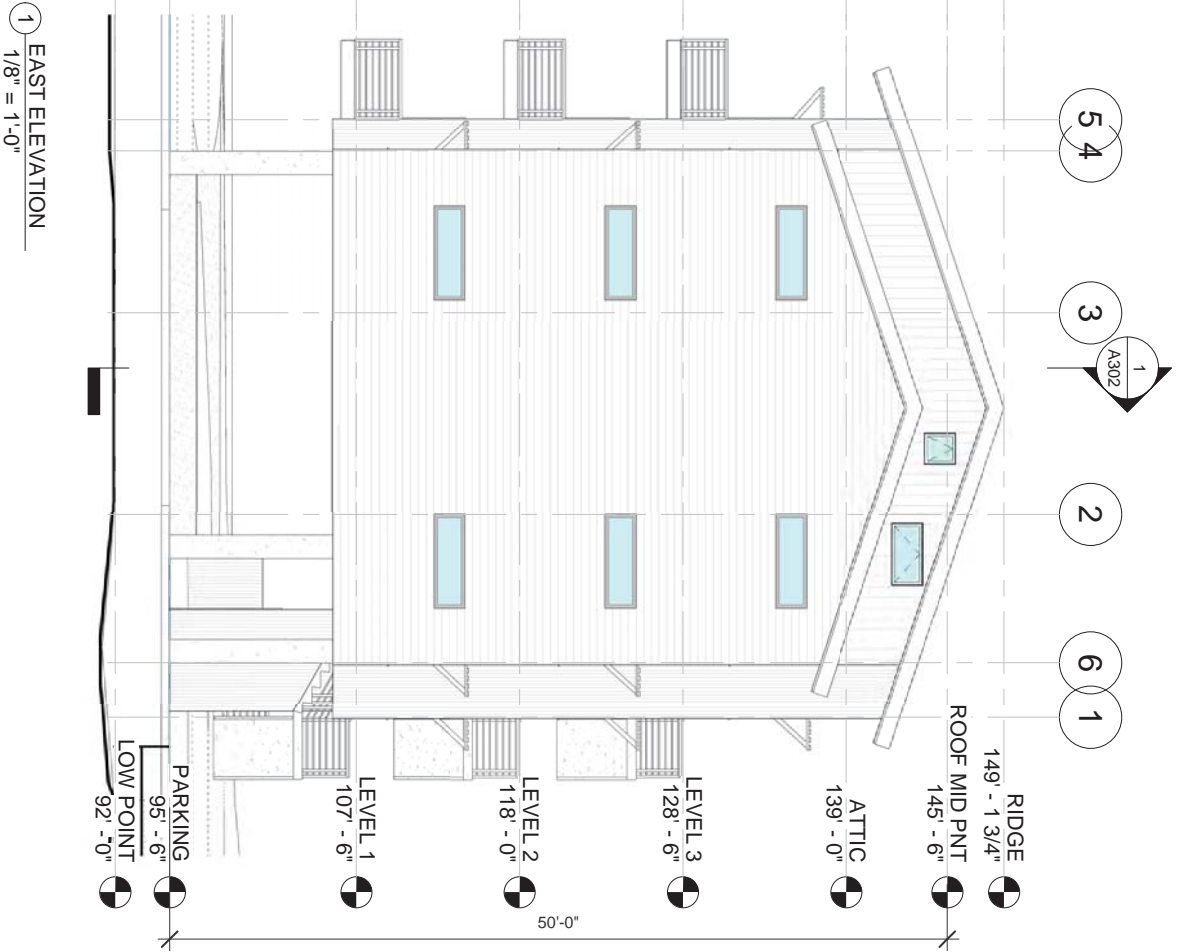 5
4
3
2
6
1
1
A302
RIDGE
149' - 1 3/4"
ROOF MID PNT
145' - 6"
ATTIC
139' - 0"
LEVEL 3
128' - 6"
LEVEL 2
118' - 0"
LEVEL 1
107' - 6"
PARKING
95' - 6"
LOW POINT
92' - 0"
50'-0"
1
EAST ELEVATION
1/8" = 1'-0"